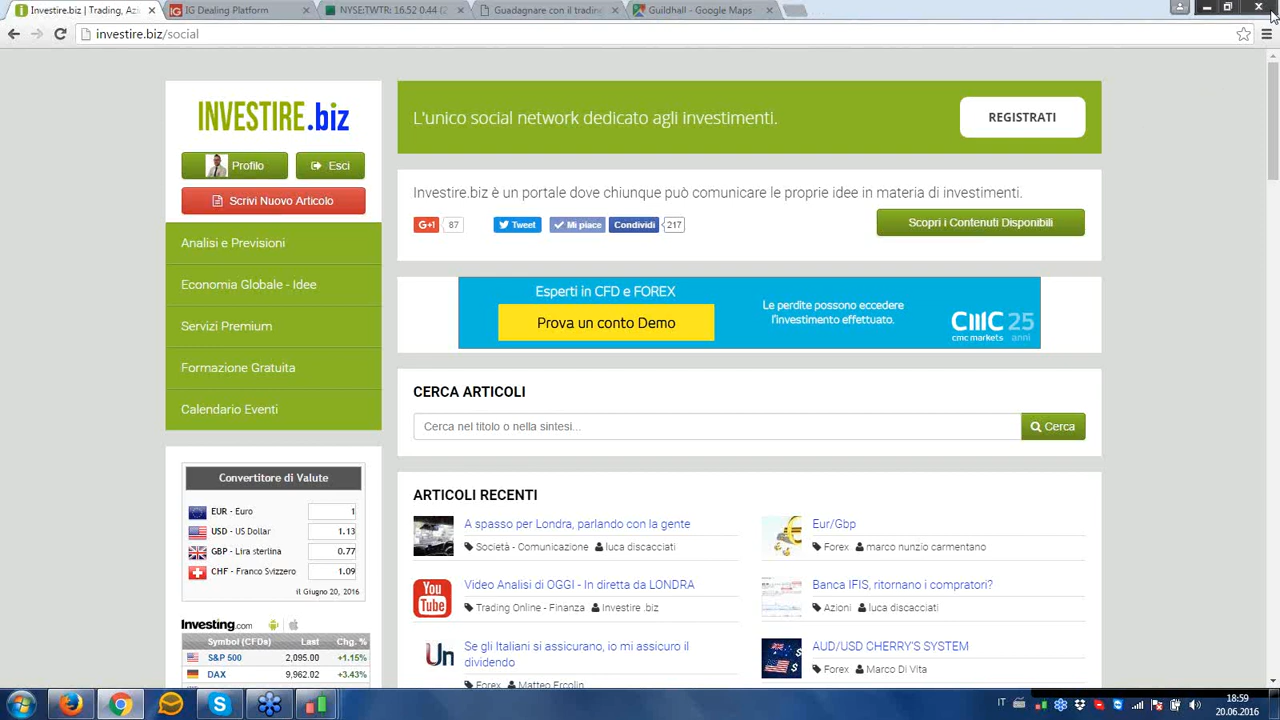 Investire.biz | Trading, Az
IG Dealing Platform
NYSE:TWTR: 16.52 0.44 (2
Guadagnare con il trading
Guildhall - Google Maps
investire.biz/social
INVESTIRE.biz
L'unico social network dedicato agli investimenti.
REGISTRATI
Profilo
Esci
Scrivi Nuovo Articolo
Investire.biz è un portale dove chiunque può comunicare le proprie idee in materia di investimenti.
G+1
87
Tweet
Mi piace
Condividi
217
Scopri i Contenuti Disponibili
Analisi e Previsioni
Economia Globale - Idee
Servizi Premium
Formazione Gratuita
Calendario Eventi
Esperti in CFD e FOREX
Prova un conto Demo
Le perdite possono eccedere
l'investimento effettuato.
cmc markets
25
anni
CERCA ARTICOLI
Cerca nel titolo o nella sintesi...
Cerca
Convertitore di Valute
EUR - Euro 1
USD - US Dollar 1.13
GBP - Lira sterlina 0.77
CHF - Franco Svizzero 1.09
il Giugno 20, 2016
Investing.com
Symbol (CFDs) Last Chg. %
S&P 500 2,095.00 +1.15%
DAX 9,962.02 +3.43%
ARTICOLI RECENTI
A spasso per Londra, parlando con la gente
Società - Comunicazione luca discacciati
Eur/Gbp
Forex marco nunzio carmentano
You
Tube
Video Analisi di OGGI - In diretta da LONDRA
Trading Online - Finanza Investire .biz
Banca IFIS, ritornano i compratori?
Azioni luca discacciati
Un
Se gli Italiani si assicurano, io mi assicuro il
dividendo
Forex Matteo Ercolin
AUD/USD CHERRY'S SYSTEM
Forex Marco Di Vita
IT
18:59
20.06.2016